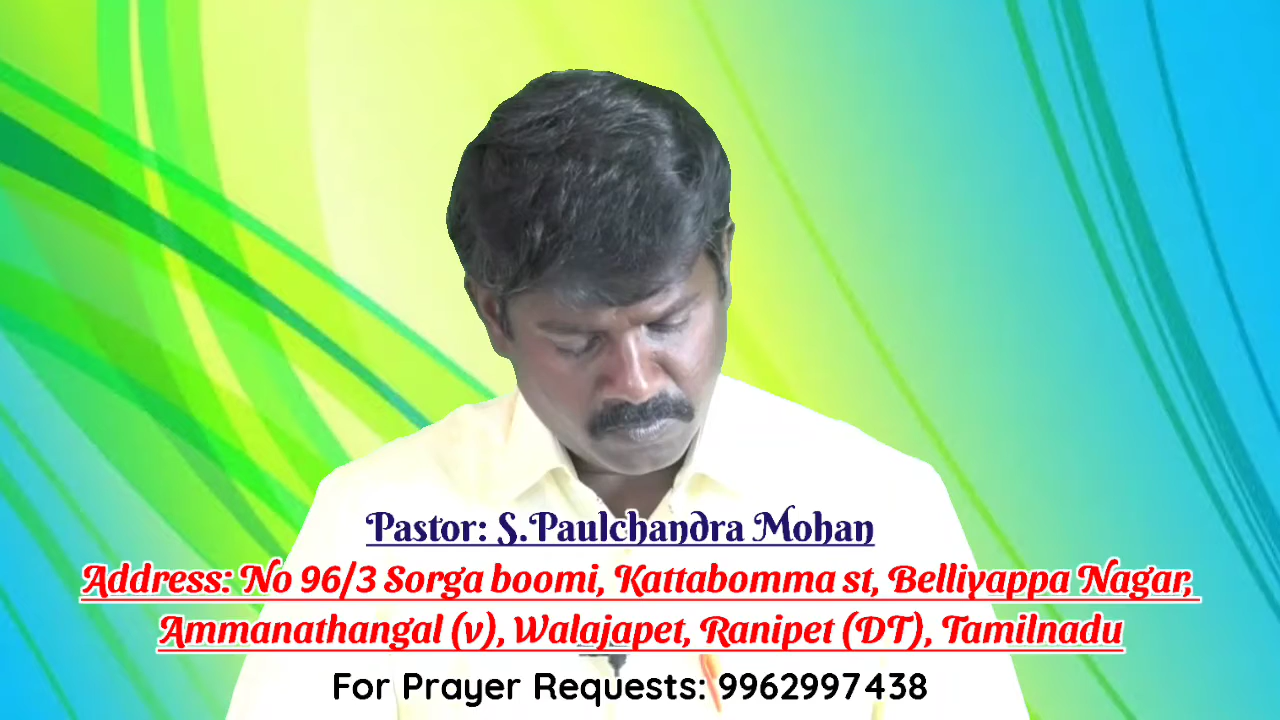 Pastor: S.Paulchandra Mohan
Address: No 96/3 Sorga boomi, Kattabomma st, Belliyappa Nagar,
Ammanathangal (v), Walajapet, Ranipet (DT), Tamilnadu
For Prayer Requests: 9962997438